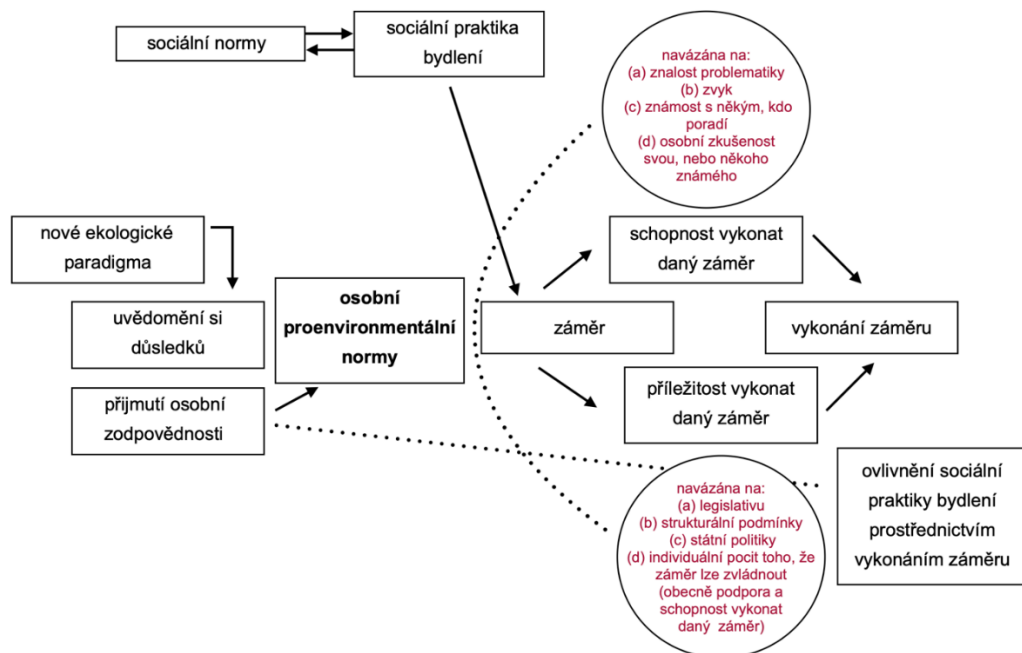 sociální normy
sociální praktika
bydlení
navázána na:
(a) znalost problematiky
(b) zvyk
(c) známost s někým, kdo
poradí
(d) osobní zkušenost
svou, nebo někoho
známého
nové ekologické
paradigma
uvědomění si
důsledků
přijmutí osobní
zodpovědnosti
osobní
proenvironmentální
normy
záměr
schopnost vykonat
daný záměr
příležitost vykonat
daný záměr
vykonání záměru
navázána na:
(a) legislativu
(b) strukturální podmínky
(c) státní politiky
(d) individuální pocit toho, že
záměr lze zvládnout
(obecně podpora a
schopnost vykonat
daný záměr)
ovlivnění sociální
praktiky bydlení
prostřednictvím
vykonáním záměru